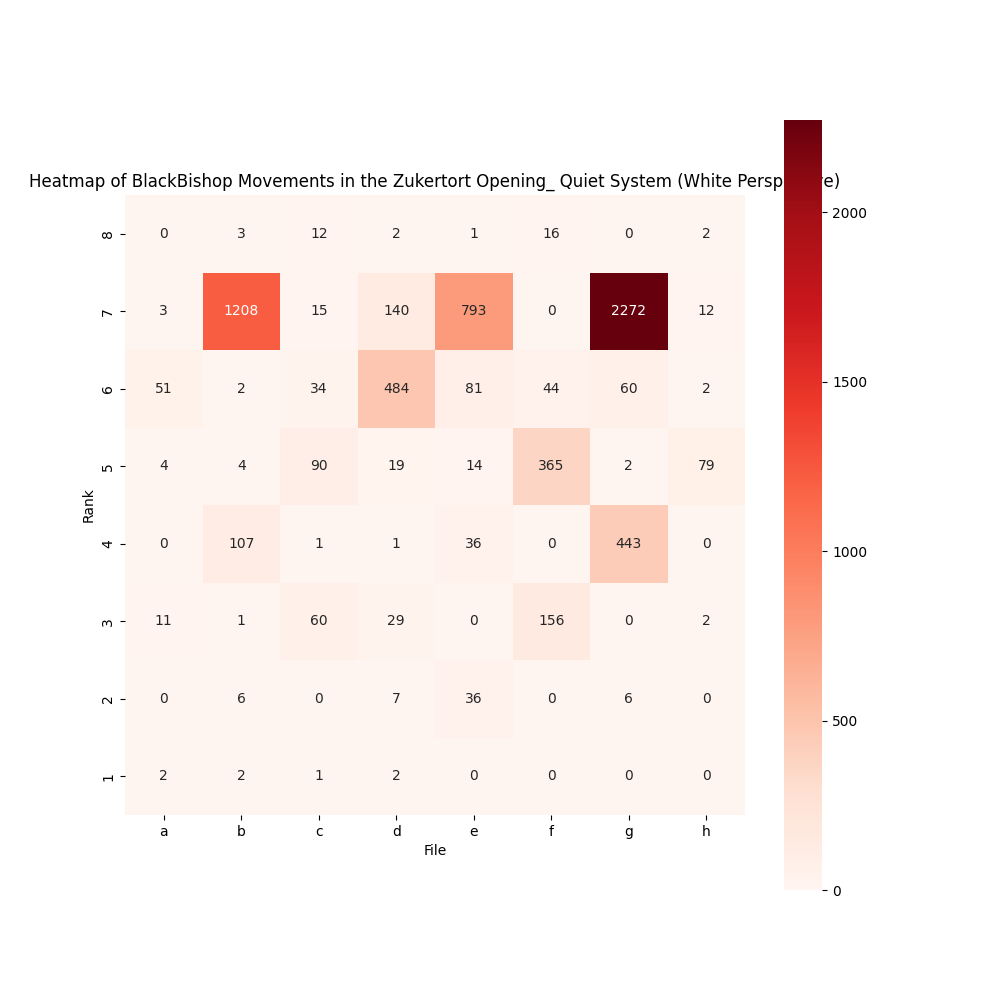 Heatmap of BlackBishop Movements in the Zukertort Opening_ Quiet System (White Perspective)
8 0 3 12 2 1 16 0 2
2000
7 3 1208 15 140 793 0 2272 12
6 51 2 34 484 81 44 60 2
1500
5 4 4 90 19 14 365 2 79
Rank
4 0 107 1 1 36 0 443 0
1000
3 11 1 60 29 0 156 0 2
2 0 6 0 7 36 0 6 0
500
1 2 2 1 2 0 0 0 0
a b c d e f g h
File
0